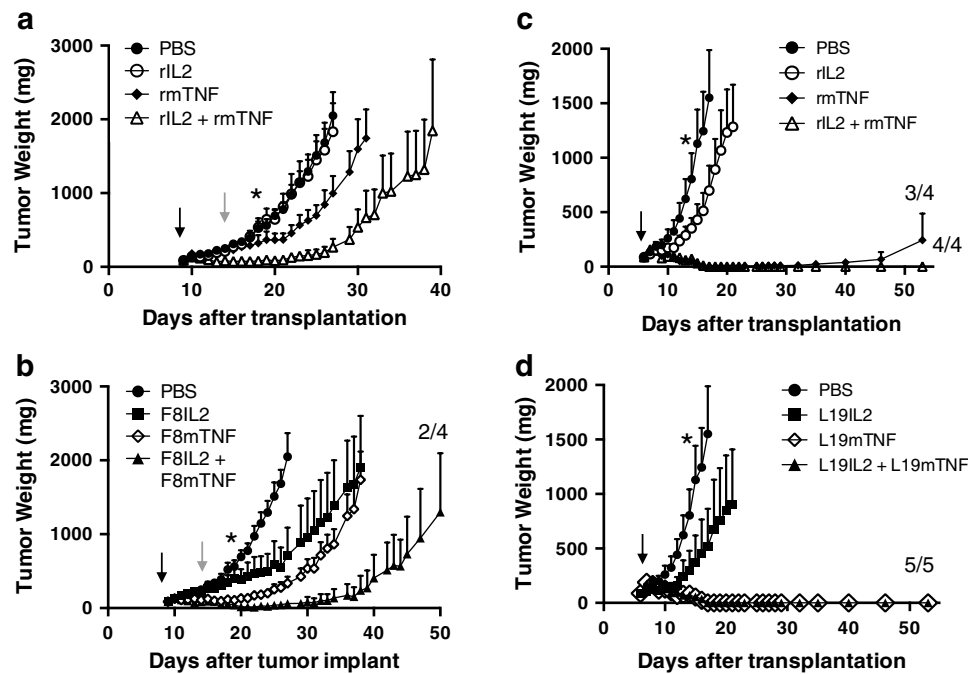 a
Tumor Weight (mg)
3000
2000
1000
0
PBS
rIL2
rmTNF
rIL2 + rmTNF
*
0 10 20 30 40
Days after transplantation
c
Tumor Weight (mg)
2000
1500
1000
500
0
PBS
rIL2
rmTNF
rIL2 + rmTNF
*
3/4
4/4
0 10 20 30 40 50
Days after transplantation
b
Tumor Weight (mg)
3000
2000
1000
0
PBS
F8IL2
F8mTNF
F8IL2 +
F8mTNF
*
2/4
0 10 20 30 40 50
Days after tumor implant
d
Tumor Weight (mg)
2000
1500
1000
500
0
PBS
L19IL2
L19mTNF
L19IL2 + L19mTNF
*
5/5
0 10 20 30 40 50
Days after transplantation